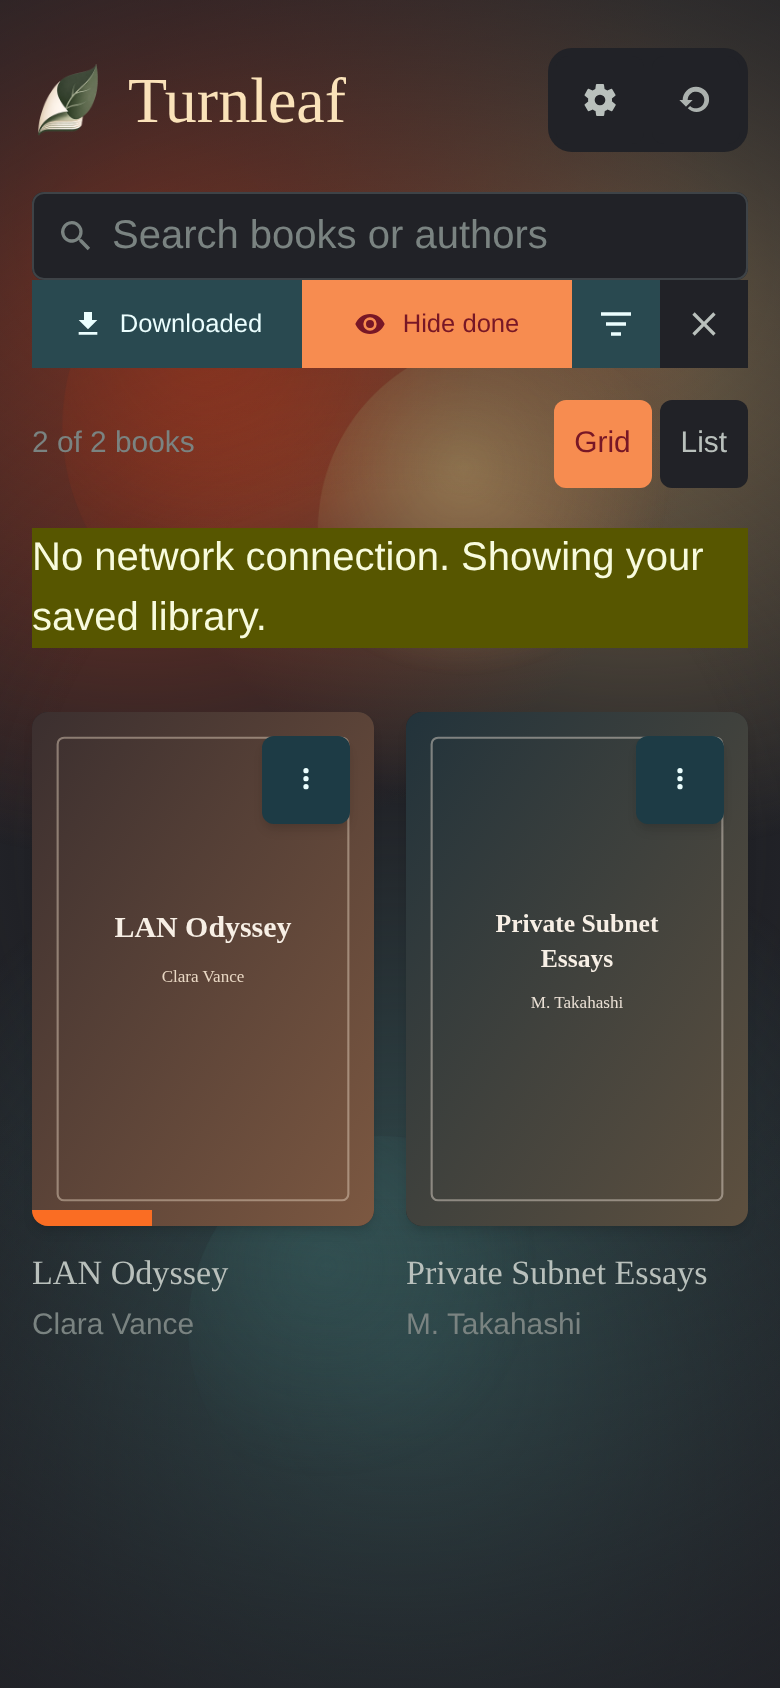 Turnleaf
Search books or authors
Downloaded
Hide done
2 of 2 books
Grid
List
No network connection. Showing your
saved library.
LAN Odyssey
Clara Vance
Private Subnet
Essays
M. Takahashi
LAN Odyssey
Clara Vance
Private Subnet Essays
M. Takahashi